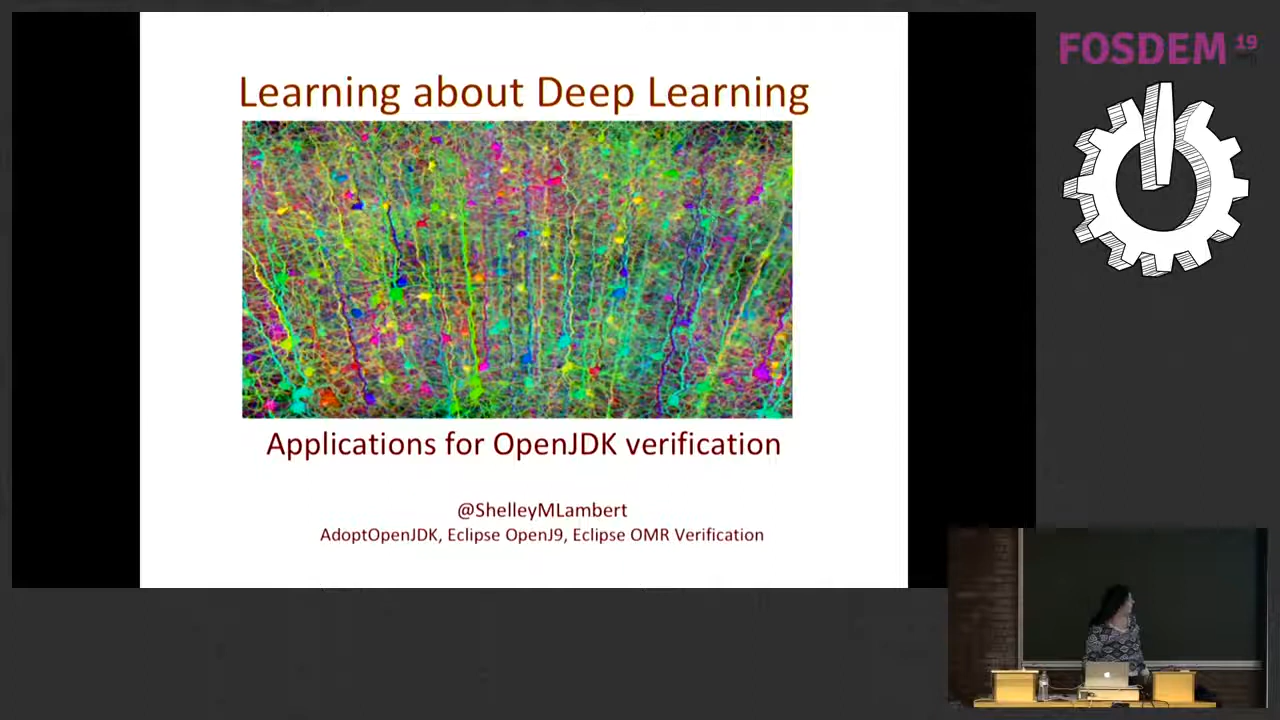 Learning about Deep Learning
Applications for OpenJDK verification
@ShelleyMLambert
AdoptOpenJDK, Eclipse OpenJ9, Eclipse OMR Verification
FOSDEM 19